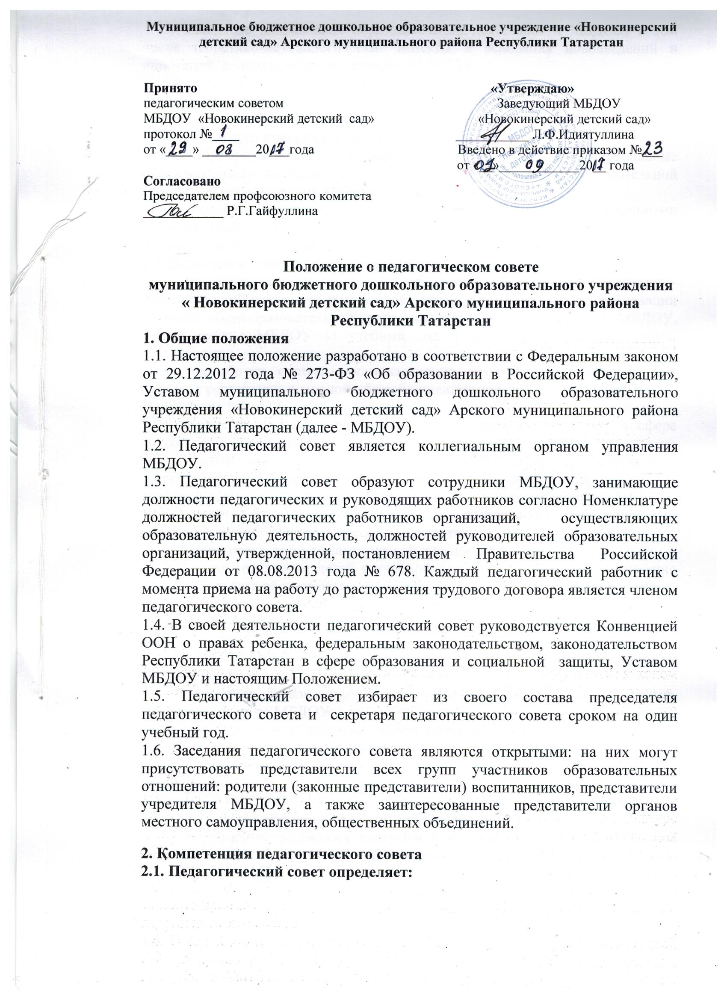 Муниципальное бюджетное дошкольное образовательное учреждение «Новокинерский
детский сад» Арского муниципального района Республики Татарстан
Принято
педагогическим советом
МБДОУ «Новокинерский детский сад»
протокол № 1
от «29» 08 2017 года
Согласовано
Председателем профсоюзного комитета
Р.Г.Гайфуллина
«Утверждаю»
Заведующий МБДОУ
«Новокинерский детский сад»
Л.Ф.Идиятуллина
Введено в действие приказом №23
от «01» 09 2017 года
МБДОУ
"Новокинерский
детский сад"
ИНН 1609008664
Положение о педагогическом совете
муниципального бюджетного дошкольного образовательного учреждения
« Новокинерский детский сад» Арского муниципального района
Республики Татарстан
1. Общие положения
1.1. Настоящее положение разработано в соответствии с Федеральным законом
от 29.12.2012 года № 273-ФЗ «Об образовании в Российской Федерации»,
Уставом муниципального бюджетного дошкольного образовательного
учреждения «Новокинерский детский сад» Арского муниципального района
Республики Татарстан (далее - МБДОУ).
1.2. Педагогический совет является коллегиальным органом управления
МБДОУ.
1.3. Педагогический совет образуют сотрудники МБДОУ, занимающие
должности педагогических и руководящих работников согласно Номенклатуре
должностей педагогических работников организаций, осуществляющих
образовательную деятельность, должностей руководителей образовательных
организаций, утвержденной, постановлением Правительства Российской
Федерации от 08.08.2013 года № 678. Каждый педагогический работник с
момента приема на работу до расторжения трудового договора является членом
педагогического совета.
1.4. В своей деятельности педагогический совет руководствуется Конвенцией
ООН о правах ребенка, федеральным законодательством, законодательством
Республики Татарстан в сфере образования и социальной защиты, Уставом
МБДОУ и настоящим Положением.
1.5. Педагогический совет избирает из своего состава председателя
педагогического совета и секретаря педагогического совета сроком на один
учебный год.
1.6. Заседания педагогического совета являются открытыми: на них могут
присутствовать представители всех групп участников образовательных
отношений: родители (законные представители) воспитанников, представители
учредителя МБДОУ, а также заинтересованные представители органов
местного самоуправления, общественных объединений.
2. Компетенция педагогического совета
2.1. Педагогический совет определяет: